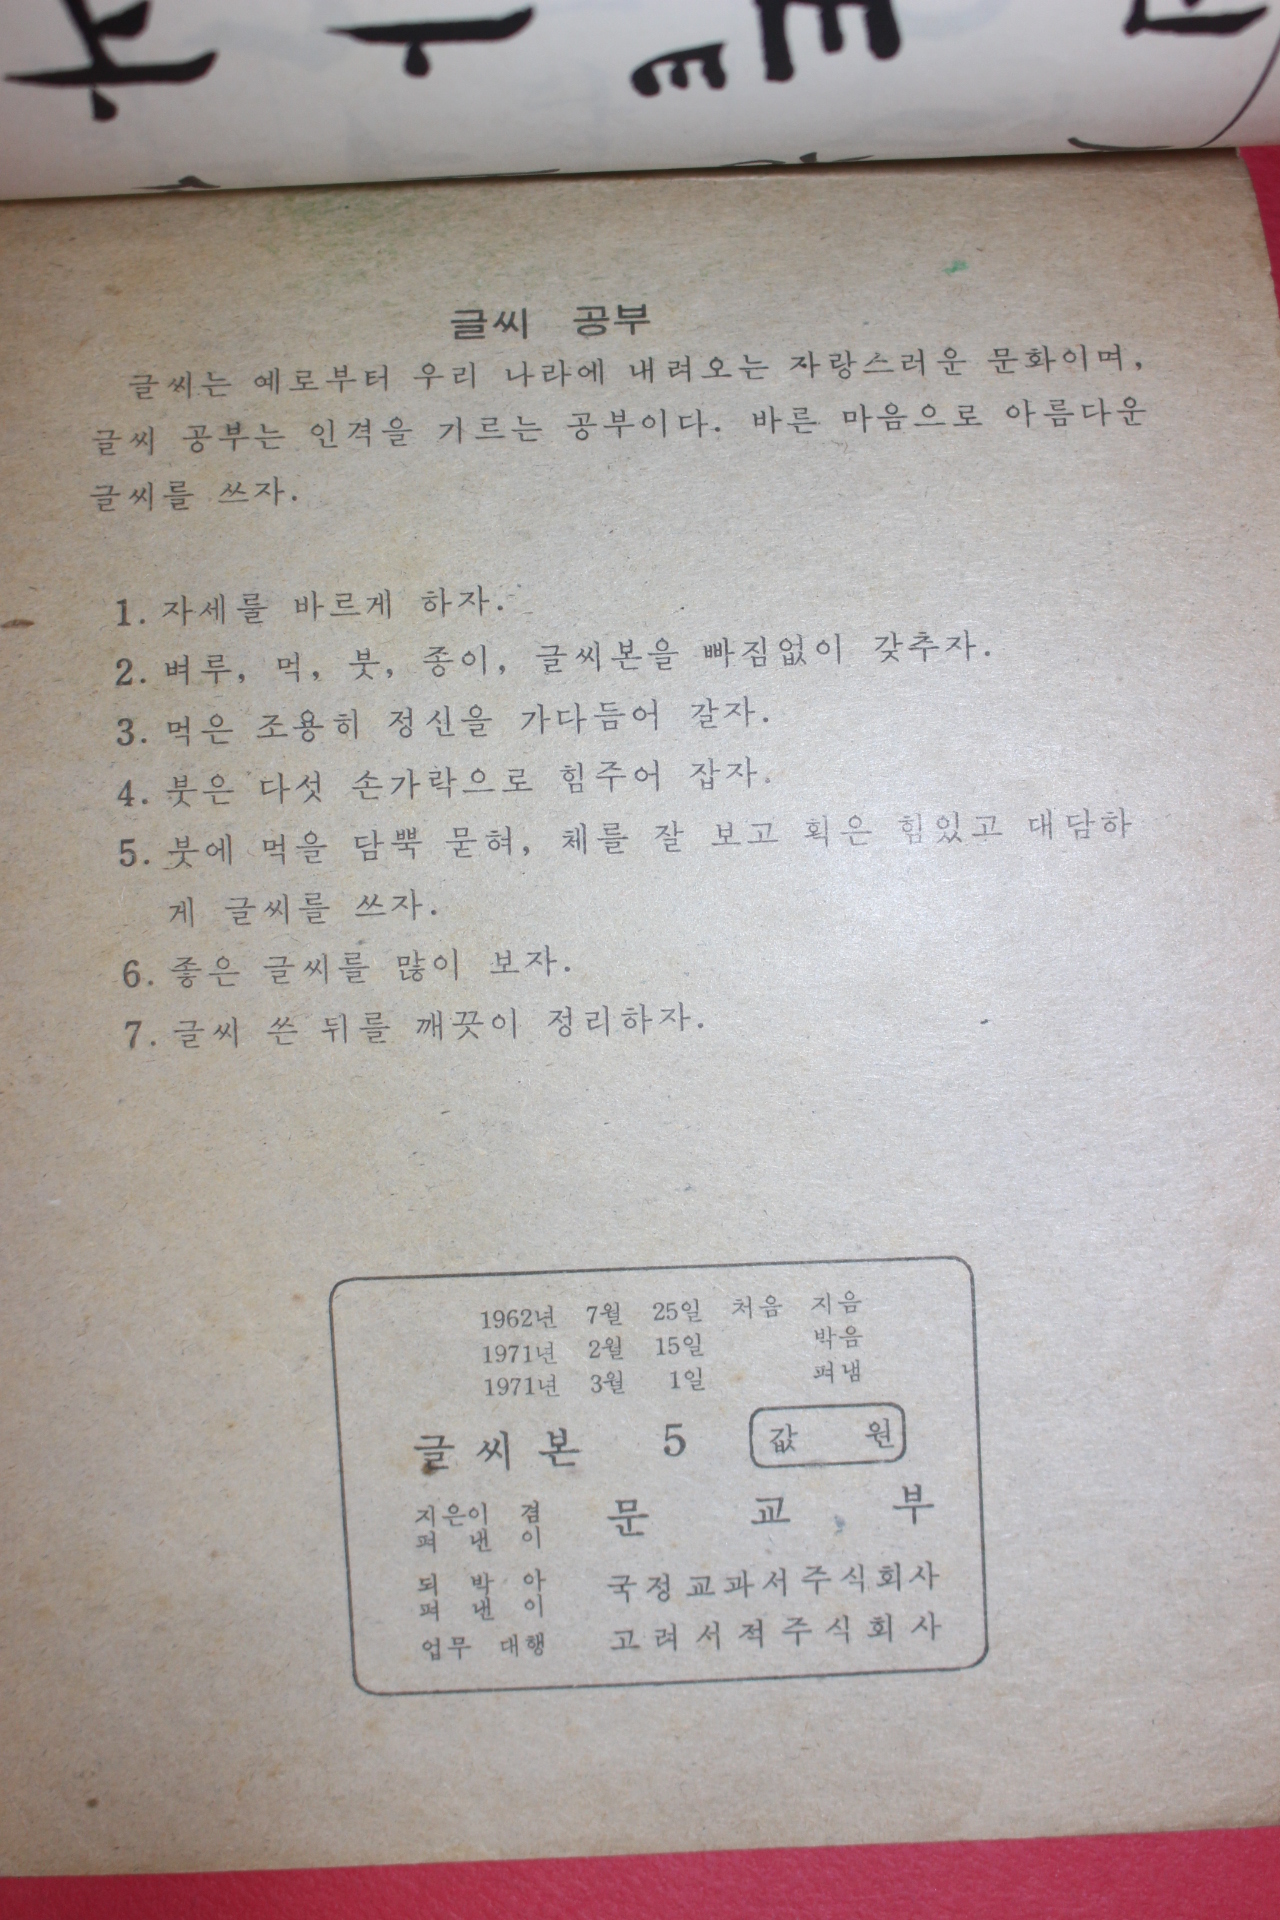 글씨 공부
글씨는 예로부터 우리 나라에 내려오는 자랑스러운 문화이며,
글씨 공부는 인격을 기르는 공부이다. 바른 마음으로 아름다운
글씨를 쓰자.
1. 자세를 바르게 하자.
2. 벼루, 먹, 붓, 종이, 글씨본을 빠짐없이 갖추자.
3. 먹은 조용히 정신을 가다듬어 갈자.
4. 붓은 다섯 손가락으로 힘주어 잡자.
5. 붓에 먹을 담뿍 묻혀, 체를 잘 보고 획은 힘있고 대담하
게 글씨를 쓰자.
6. 좋은 글씨를 많이 보자.
7. 글씨 쓴 뒤를 깨끗이 정리하자.
1962년 7월 25일 처음 지음
1971년 2월 15일 박음
1971년 3월 1일 펴냄
글씨본 5 값 원
지은이 겸
펴낸이 문교부
되박아
펴낸이 국정교과서주식회사
업무 대행 고려서적주식회사